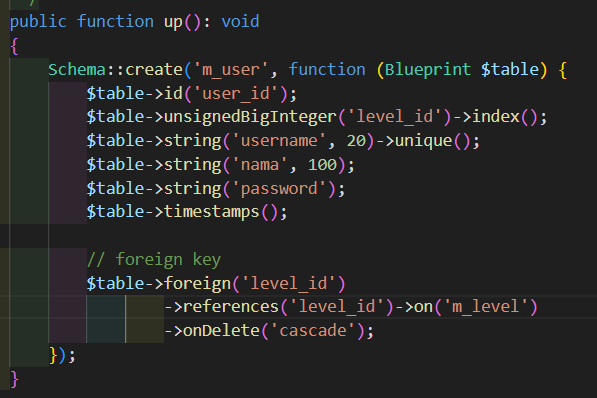 /
public function up(): void
{
    Schema::create('m_user', function (Blueprint $table) {
        $table->id('user_id');
        $table->unsignedBigInteger('level_id')->index();
        $table->string('username', 20)->unique();
        $table->string('nama', 100);
        $table->string('password');
        $table->timestamps();

        // foreign key
        $table->foreign('level_id')
                ->references('level_id')->on('m_level')
                ->onDelete('cascade');
    });
}